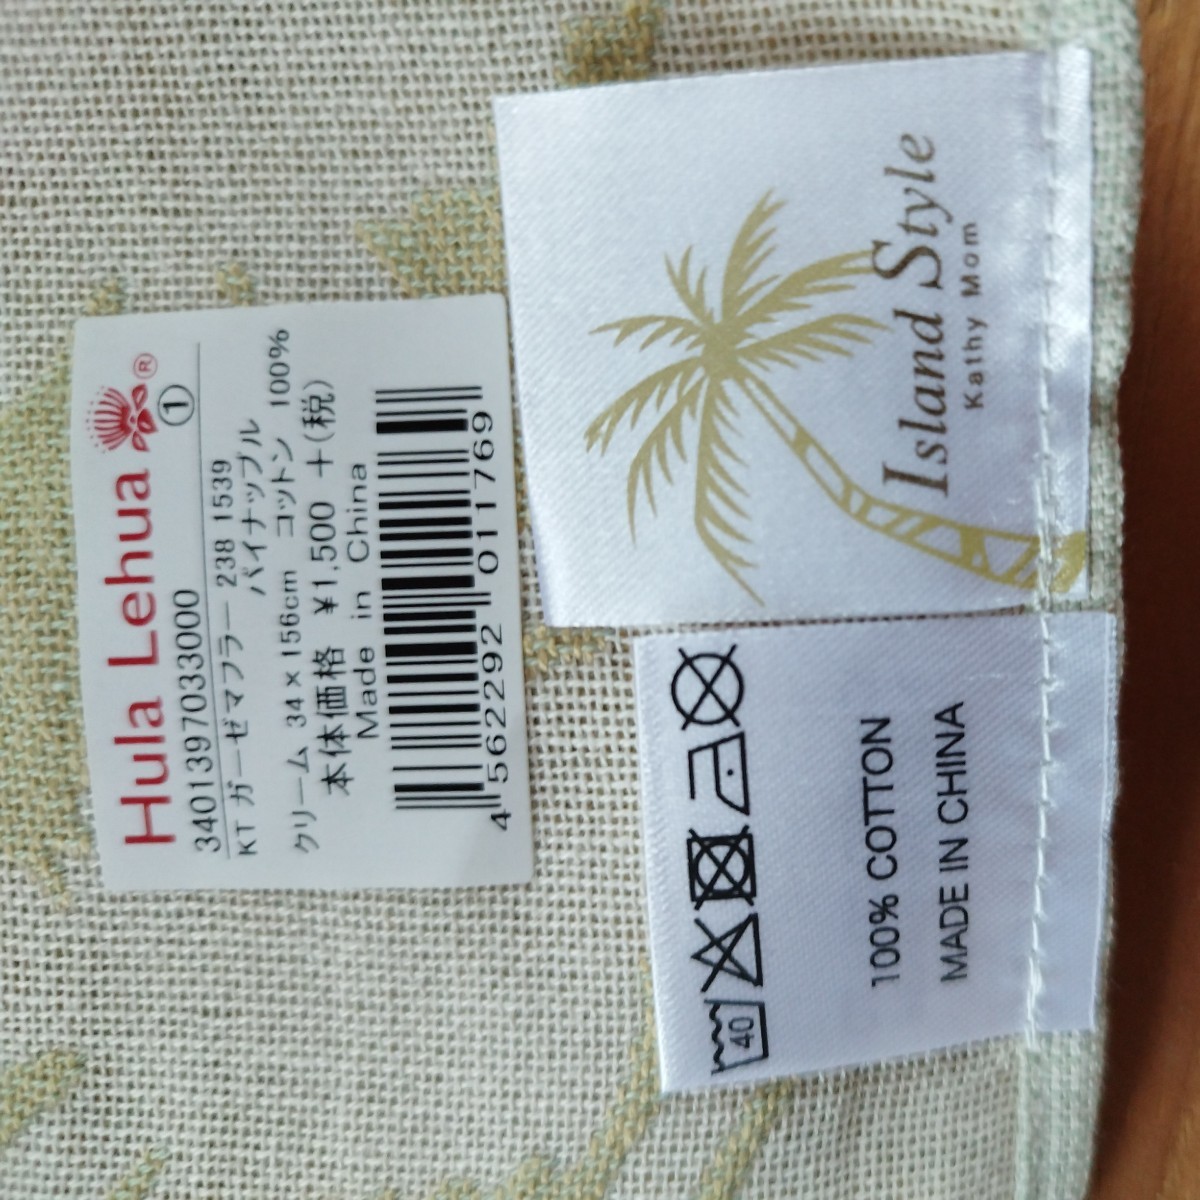 Hula Lehua ®
340139703300​0 ①
KT ガーゼマフラー 238 1539
パイナップル
クリーム 34×156cm コットン 100%
本体価格 ¥1,500 +(税)
Made in China
4 562292 011769
Island Style
Kathy Mom
40
100% COTTON
MADE IN CHINA